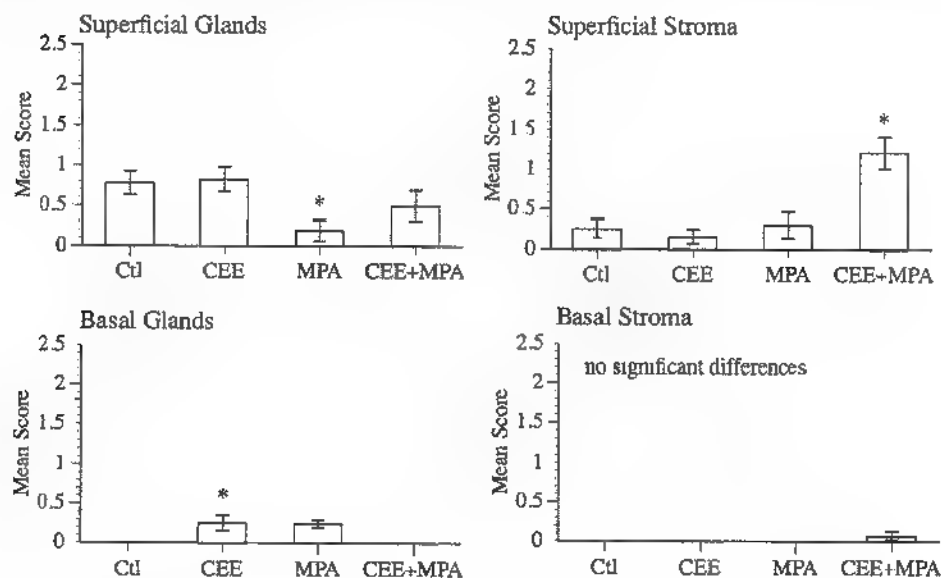 Superficial Glands
2.5
2
1.5
1
0.5
0
Mean Score
*
Ctl
CEE
MPA
CEE+MPA
Superficial Stroma
2.5
2
1.5
1
0.5
0
Mean Score
*
Ctl
CEE
MPA
CEE+MPA
Basal Glands
2.5
2
1.5
1
0.5
0
Mean Score
*
Ctl
CEE
MPA
CEE+MPA
Basal Stroma
no significant differences
2.5
2
1.5
1
0.5
0
Mean Score
Ctl
CEE
MPA
CEE+MPA